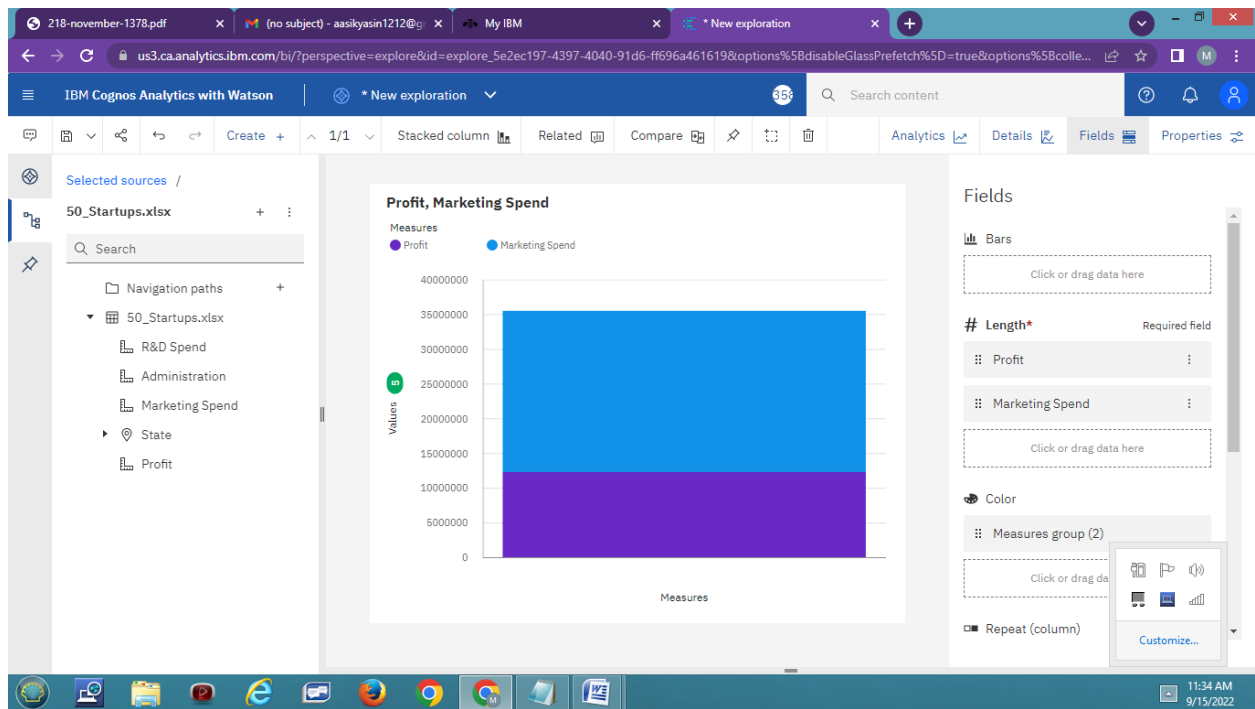 218-november-1378.pdf
(no subject) - aasikyasin1212@g
My IBM
* New exploration
us3.ca.analytics.ibm.com/bi/?perspective=explore&id=explore_5e2ec197-4397-4040-91d6-ff696a461619&options%5BdisableGlassPrefetch%5D=true&options%5Bcolle...
M
IBM Cognos Analytics with Watson
* New exploration
Search content
Create +
1/1
Stacked column
Related
Compare
Analytics
Details
Fields
Properties
Selected sources /
50_Startups.xlsx
Search
Navigation paths
50_Startups.xlsx
R&D Spend
Administration
Marketing Spend
State
Profit
Profit, Marketing Spend
Measures
Profit
Marketing Spend
40000000
35000000
30000000
25000000
20000000
15000000
10000000
5000000
0
Values
5
Measures
Fields
Bars
Click or drag data here
# Length*
Required field
Profit
Marketing Spend
Click or drag data here
Color
Measures group (2)
Click or drag da
Repeat (column)
Customize...
11:34 AM
9/15/2022